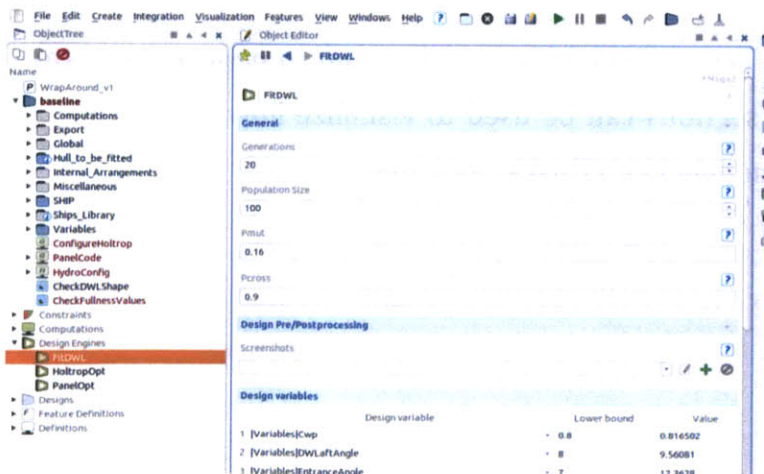 File Edit Create Integration Visualization Features View Windows Help
ObjectTree
Object Editor
FitDWL
Name
WrapAround_v1
FitDWL
baseline
Computations
General
Export
Global
Generations
Hull_to_be_fitted
20
Internal_Arrangements
Miscellaneous
Population Size
SHIP
Ships_Library
100
Variables
Pmut
ConfigureHoltrop
PanelCode
0.16
HydroConfig
Pcross
CheckDWLShape
CheckFullnessValues
0.9
Constraints
Computations
Design Pre/Postprocessing
Design Engines
Screenshots
FitDWL
HoltropOpt
PanelOpt
Design variables
Designs
Feature Definitions
Design variable Lower bound Value
Definitions
1 |Variables|Cwp 0.8 0.816502
2 |Variables|DWLaftAngle 8 9.56081
3 |Variables|EntranceAngle 7